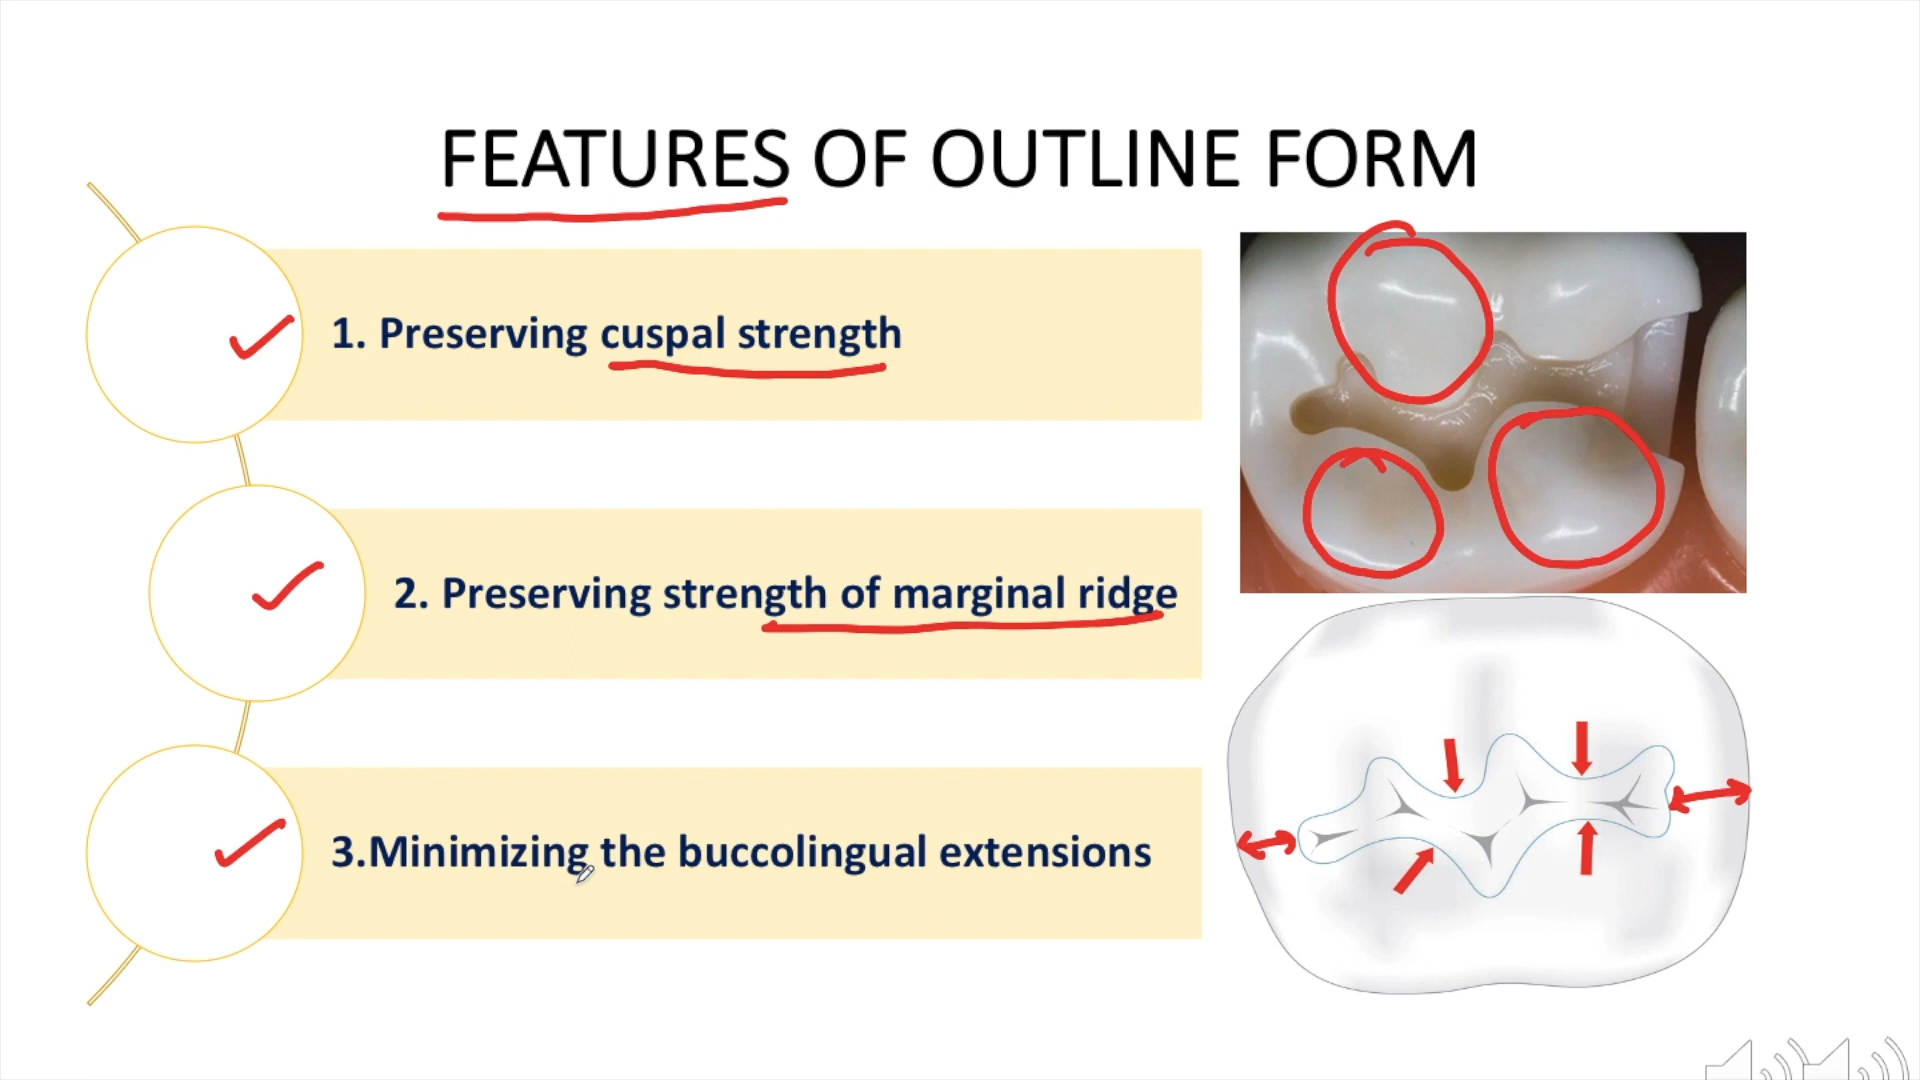 FEATURES OF OUTLINE FORM
1. Preserving cuspal strength
2. Preserving strength of marginal ridge
3.Minimizing the buccolingual extensions